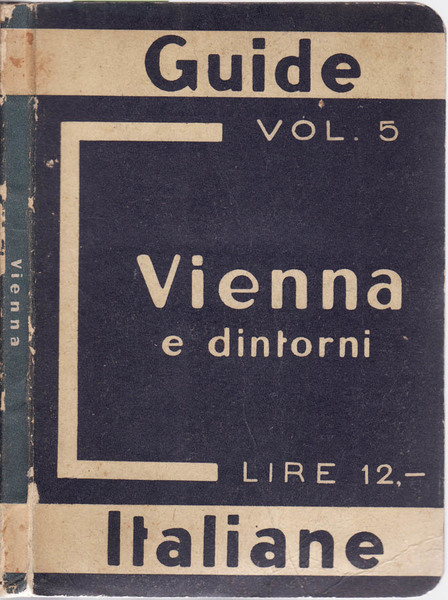 Guide
VOL. 5
Vienna
e dintorni
LIRE 12,-
Italiane
Vienna